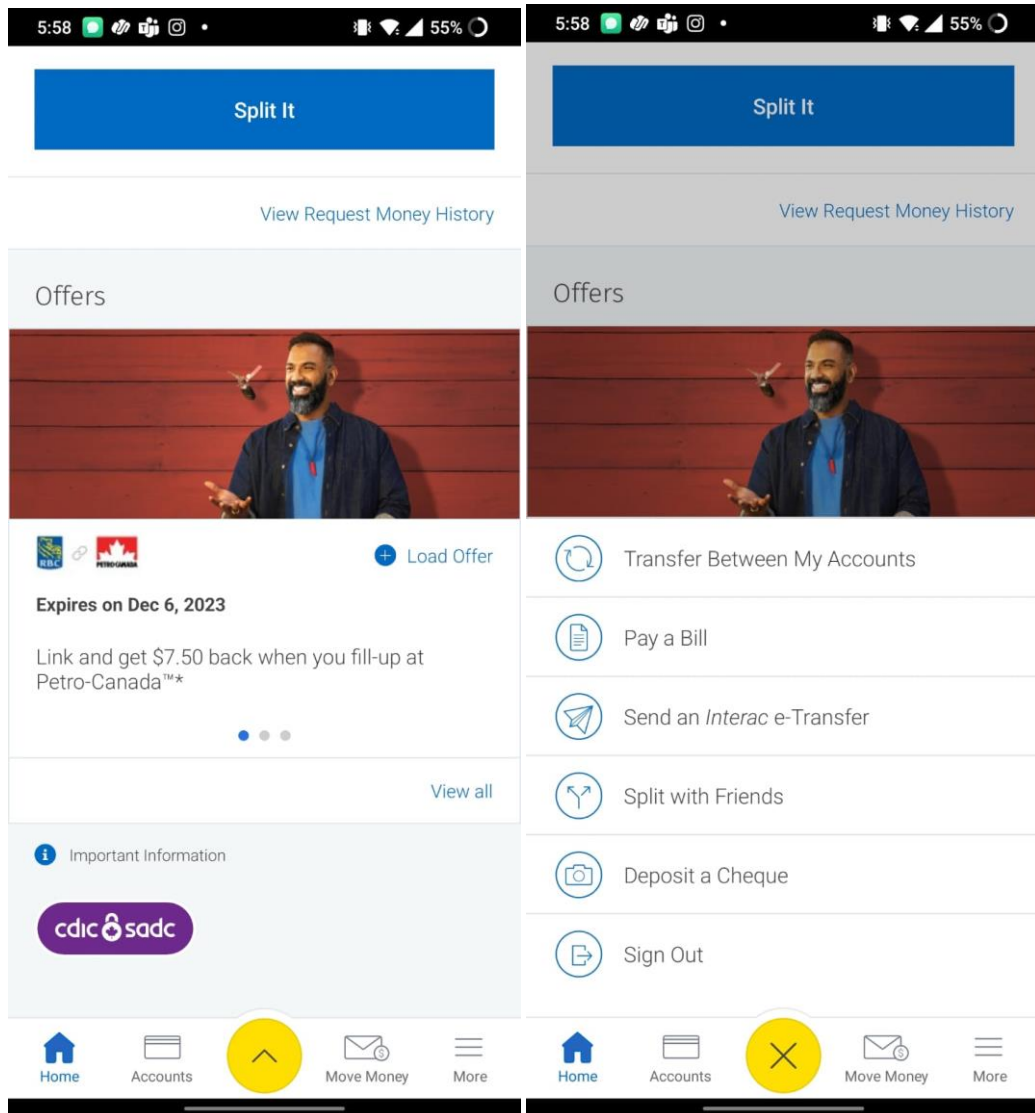 5:58
55%
Split It
View Request Money History
Offers
RBC
PETRO-CANADA
Load Offer
Expires on Dec 6, 2023
Link and get $7.50 back when you fill-up at
Petro-Canada™*
View all
Important Information
cdic sadc
Home
Accounts
Move Money
More
5:58
55%
Split It
View Request Money History
Offers
Transfer Between My Accounts
Pay a Bill
Send an Interac e-Transfer
Split with Friends
Deposit a Cheque
Sign Out
Home
Accounts
Move Money
More